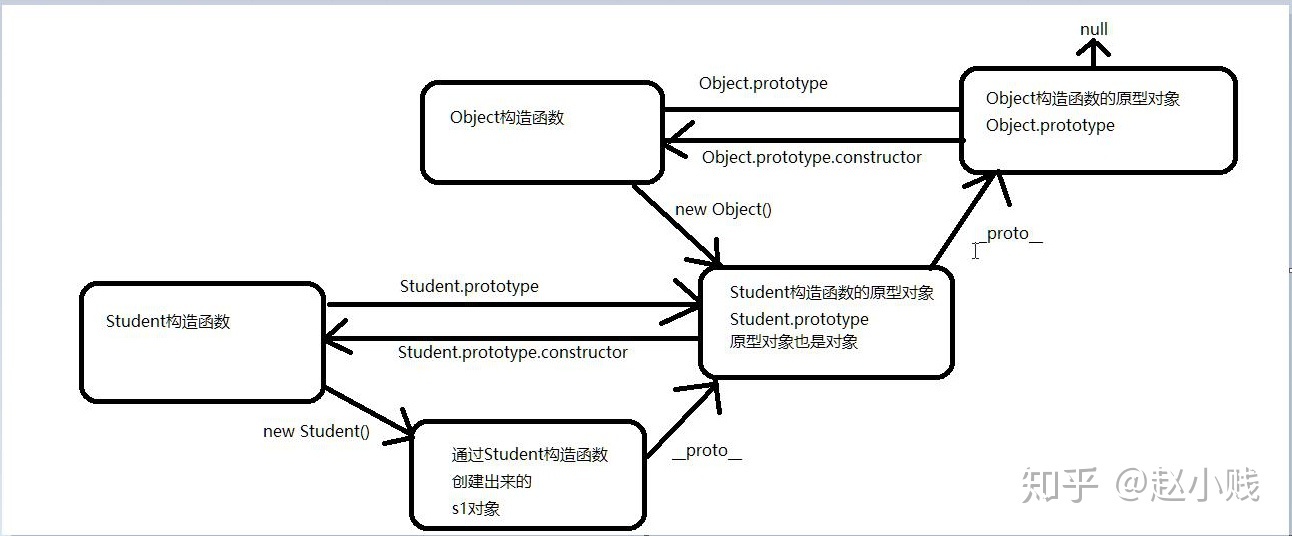 null
Object.prototype
Object构造函数的原型对象
Object.prototype
Object构造函数
Object.prototype.constructor
new Object()
__proto__
Student.prototype
Student构造函数的原型对象
Student.prototype
原型对象也是对象
Student构造函数
Student.prototype.constructor
new Student()
通过Student构造函数
创建出来的
s1对象
__proto__
知乎 @赵小贱